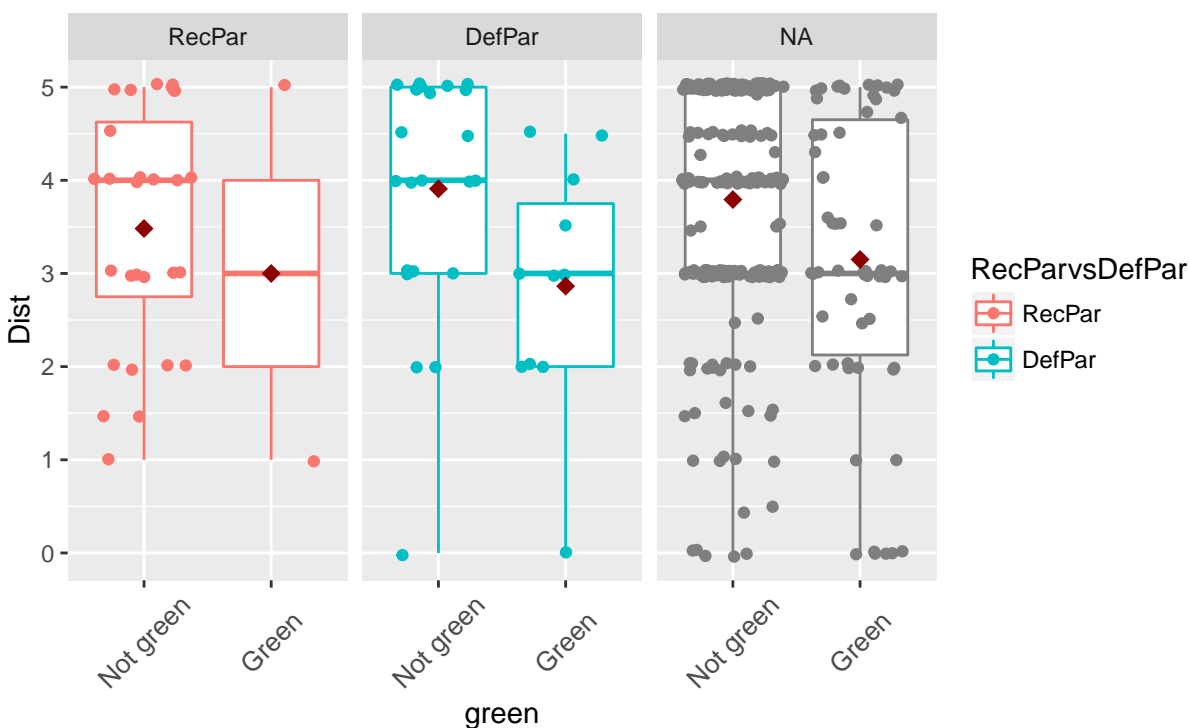 RecPar
DefPar
NA
5
4
3
2
1
0
Dist
Not green
Green
Not green
Green
Not green
Green
green
RecParvsDefPar
RecPar
DefPar